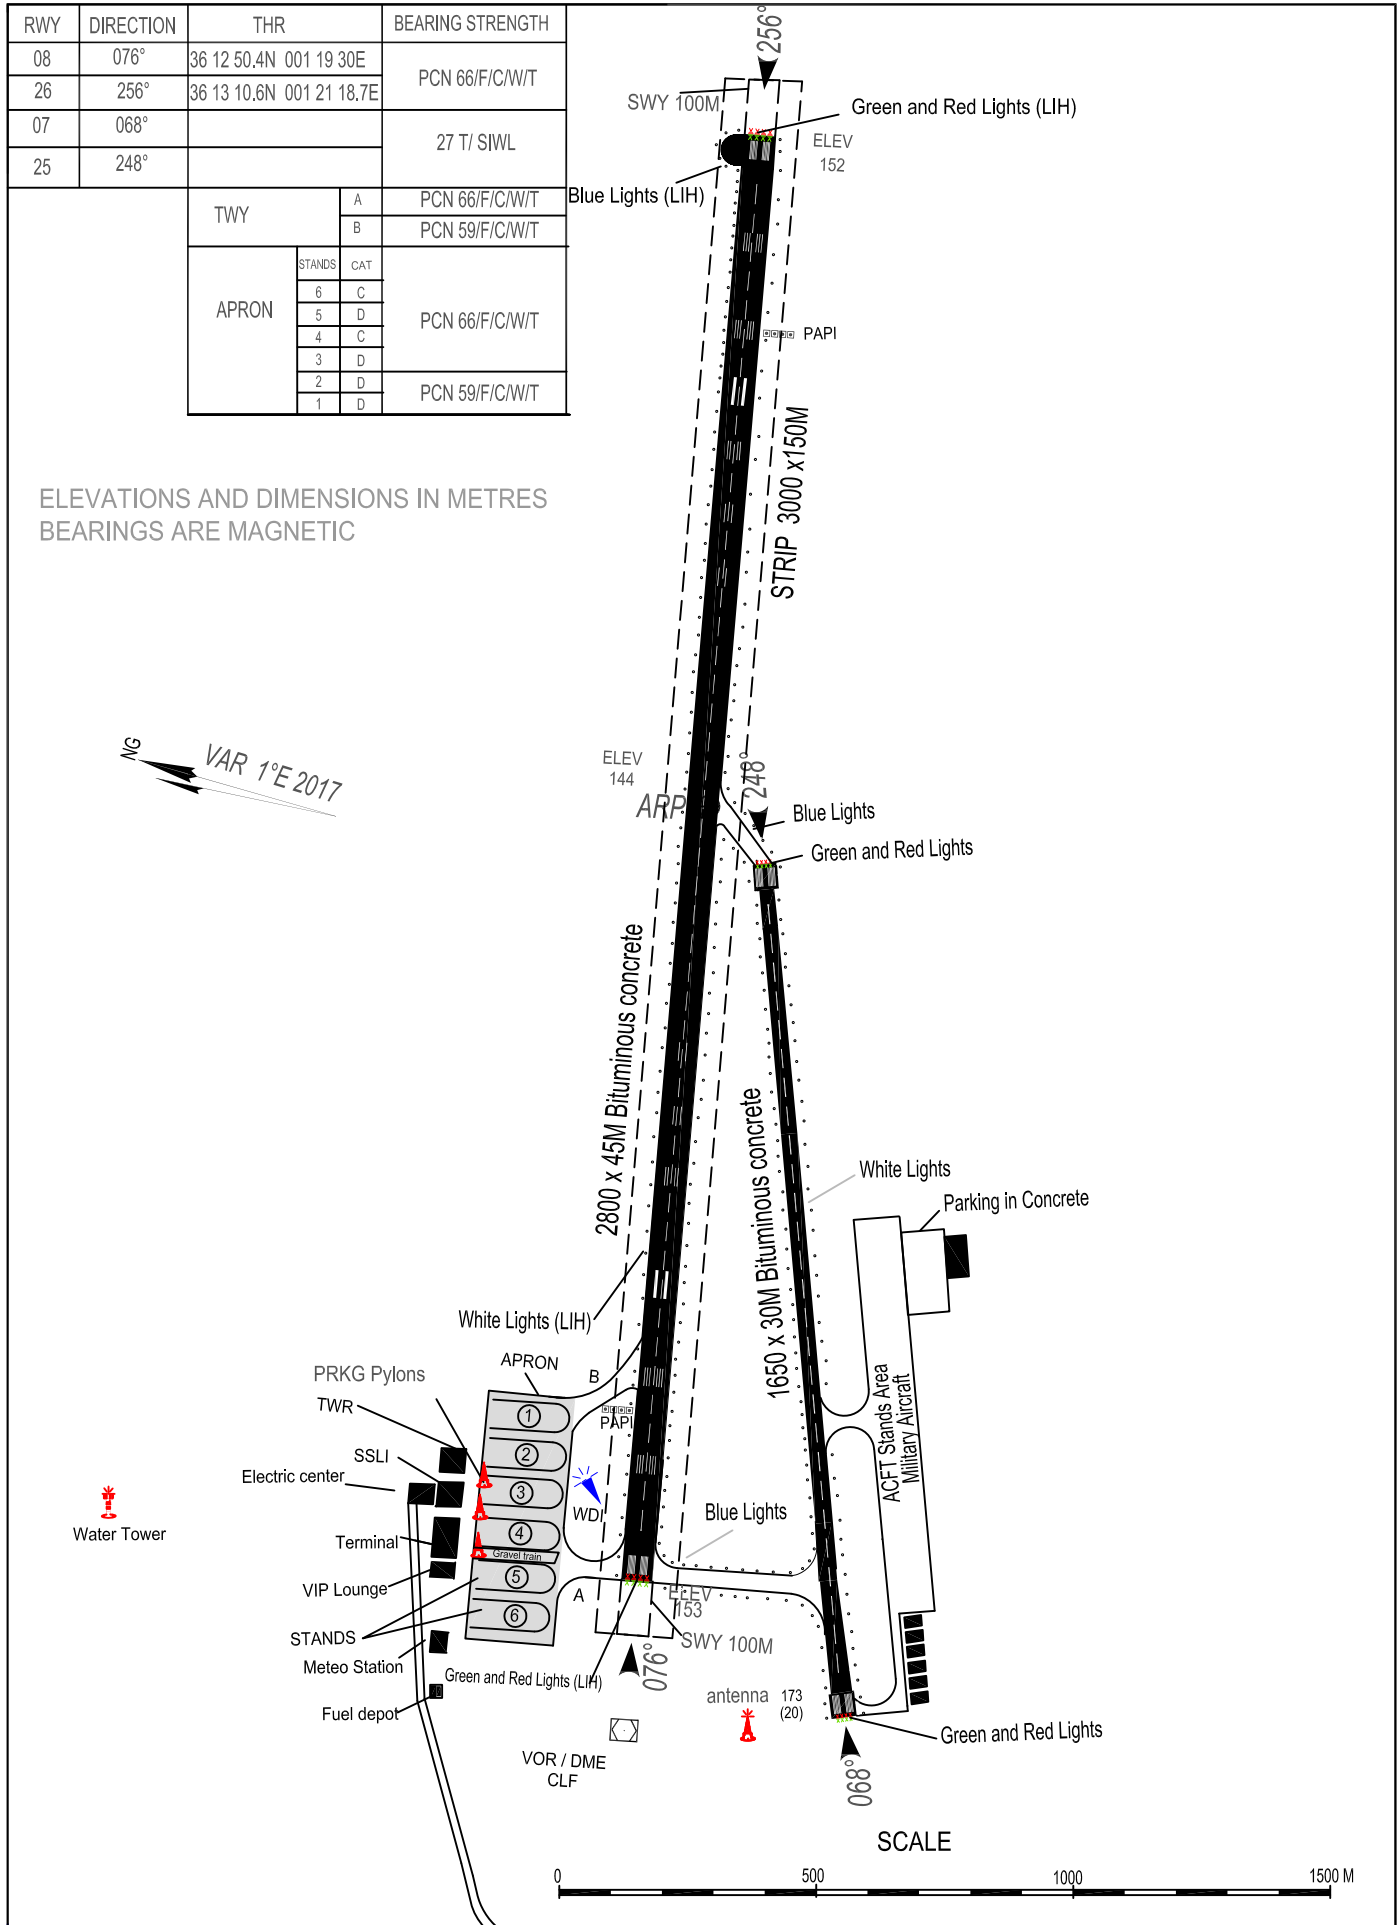 RWY DIRECTION THR BEARING STRENGTH
08 076° 36 12 50.4N 001 19 30E PCN 66/F/C/W/T
26 256° 36 13 10.6N 001 21 18.7E
07 068° 27 T/ SIWL
25 248°
TWY A PCN 66/F/C/W/T
B PCN 59/F/C/W/T
APRON STANDS CAT
6 C PCN 66/F/C/W/T
5 D
4 C
3 D
2 D PCN 59/F/C/W/T
1 D
ELEVATIONS AND DIMENSIONS IN METRES
BEARINGS ARE MAGNETIC
256°
SWY 100M
Green and Red Lights (LIH)
ELEV
152
Blue Lights (LIH)
PAPI
STRIP 3000 x150M
NG
VAR 1°E 2017
ELEV
144
ARP
248°
Blue Lights
Green and Red Lights
2800 x 45M Bituminous concrete
1650 x 30M Bituminous concrete
White Lights
Parking in Concrete
White Lights (LIH)
APRON
B
PRKG Pylons
TWR
SSLI
Electric center
Water Tower
Terminal
VIP Lounge
STANDS
Meteo Station
Fuel depot
1
2
3
4
Gravel train
5
6
PAPI
WDI
A
Blue Lights
ACFT Stands Area
Military Aircraft
ELEV
153
SWY 100M
Green and Red Lights (LIH)
076°
antenna 173
(20)
Green and Red Lights
VOR / DME
CLF
068°
SCALE
0 500 1000 1500 M